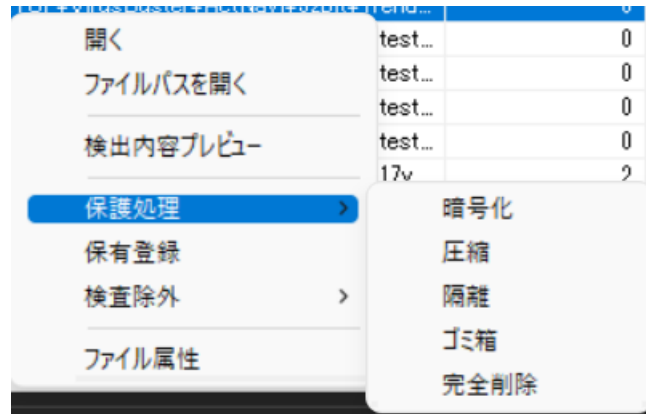 開く
ファイルパスを開く
検出内容プレビュー
保護処理 >
保有登録
検査除外 >
ファイル属性
暗号化
圧縮
隔離
ゴミ箱
完全削除
test... 0
test... 0
test... 0
test... 0